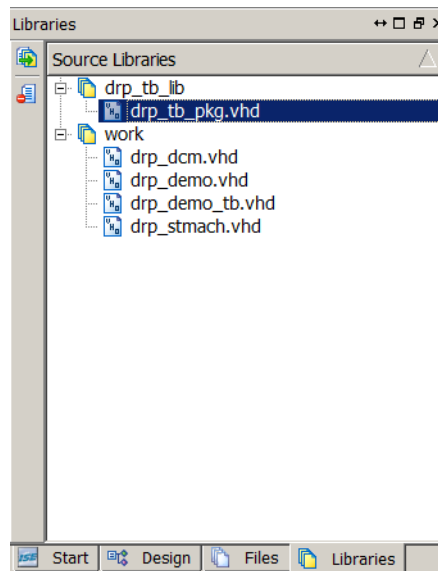 Libraries
Source Libraries
drp_tb_lib
drp_tb_pkg.vhd
work
drp_dcm.vhd
drp_demo.vhd
drp_demo_tb.vhd
drp_stmach.vhd
ISE Start Design Files Libraries